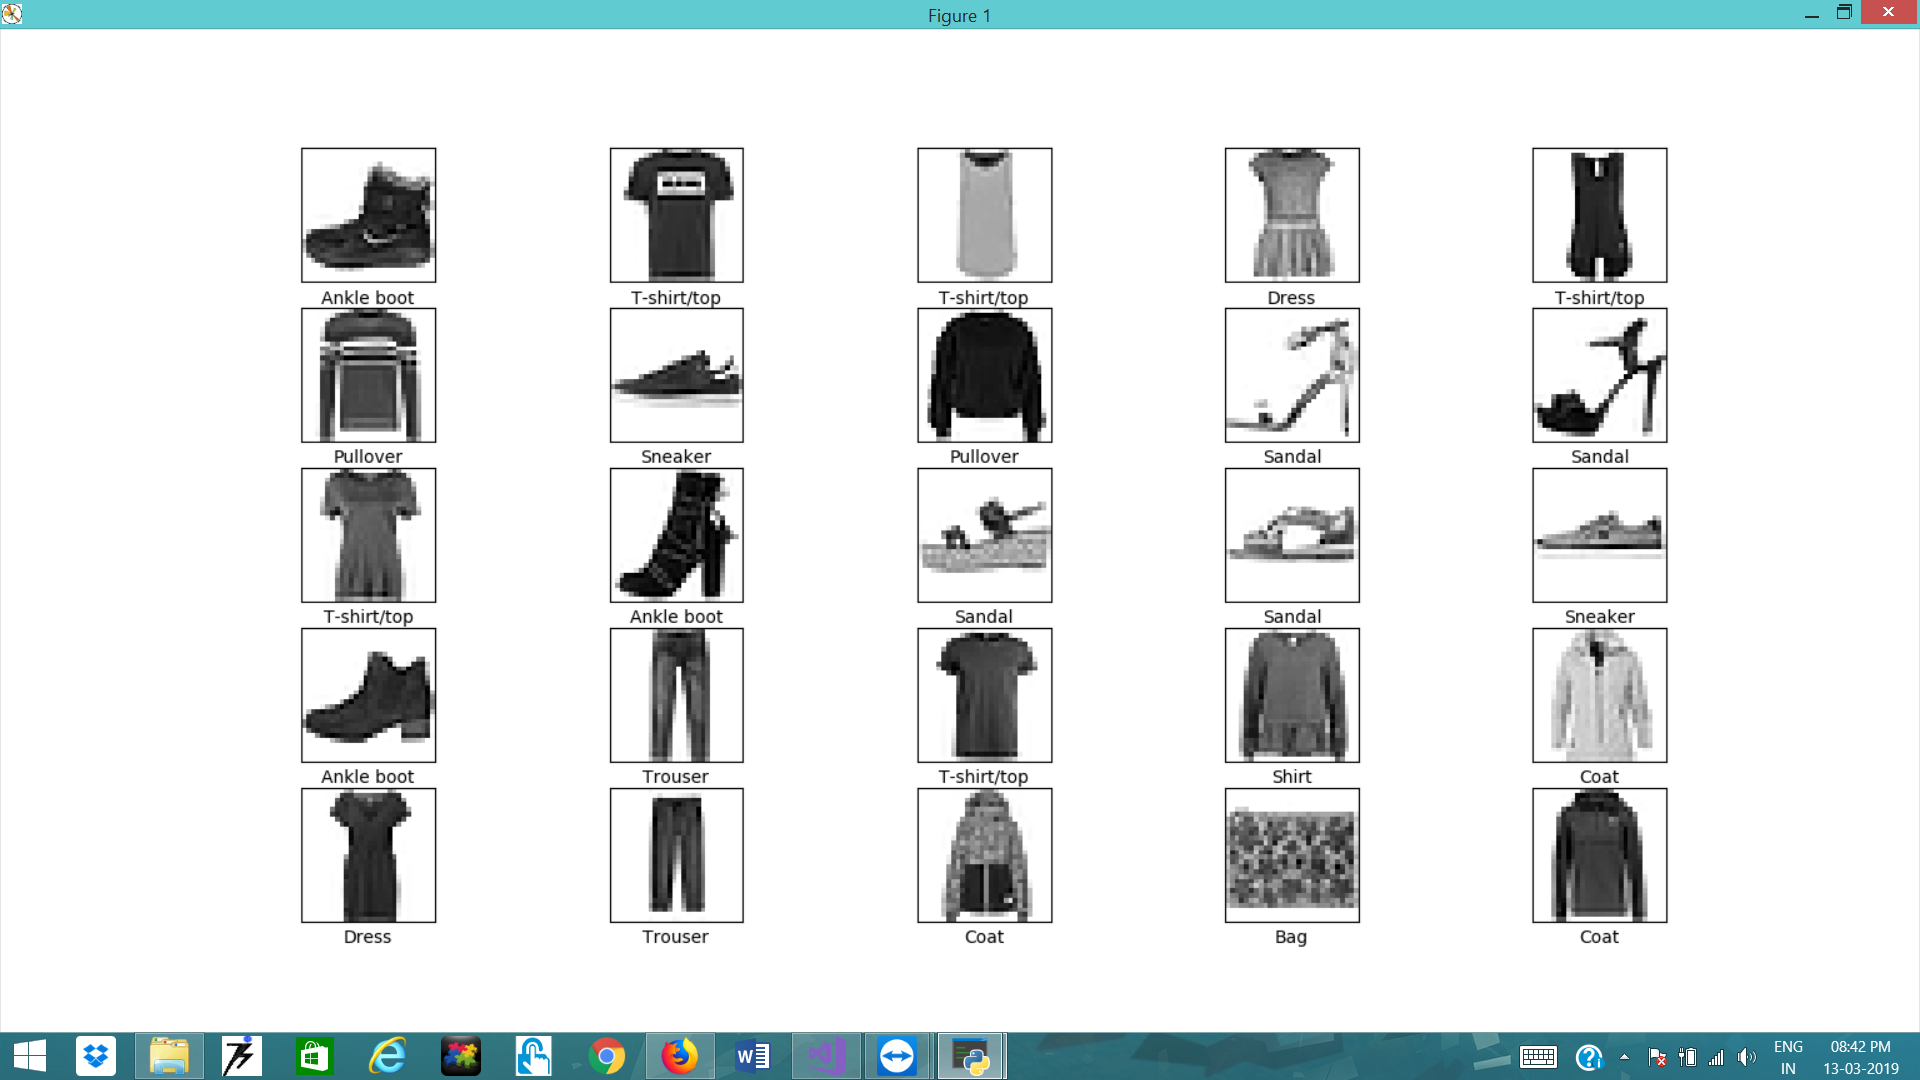 Figure 1
Ankle boot
T-shirt/top
T-shirt/top
Dress
T-shirt/top
Pullover
Sneaker
Pullover
Sandal
Sandal
T-shirt/top
Ankle boot
Sandal
Sandal
Sneaker
Ankle boot
Trouser
T-shirt/top
Shirt
Coat
Dress
Trouser
Coat
Bag
Coat
ENG
IN
08:42 PM
13-03-2019